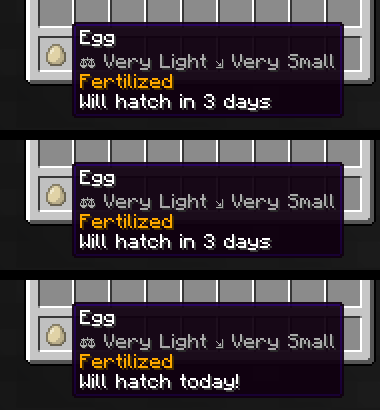 Egg
⚖ Very Light ⇲ Very Small
Fertilized
Will hatch in 3 days
Egg
⚖ Very Light ⇲ Very Small
Fertilized
Will hatch in 3 days
Egg
⚖ Very Light ⇲ Very Small
Fertilized
Will hatch today!